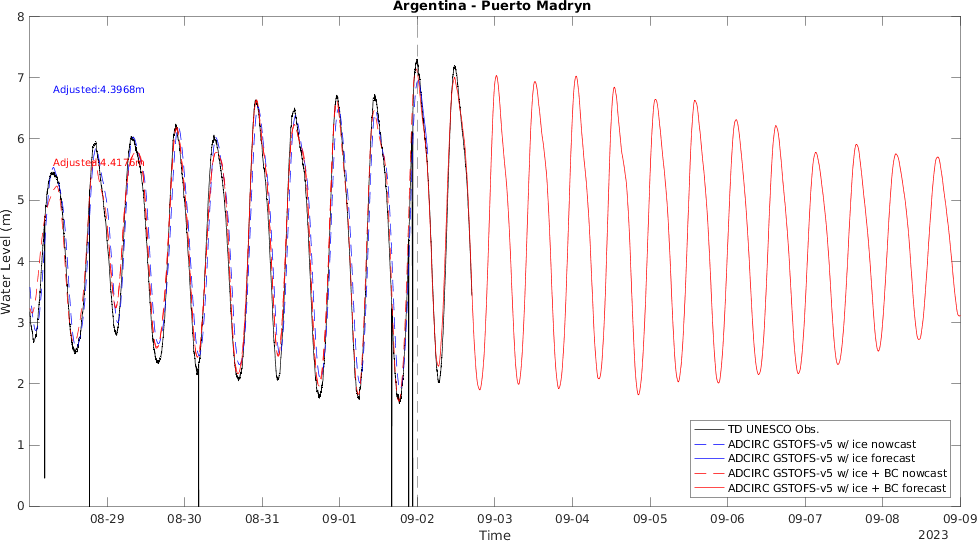 Argentina - Puerto Madryn
8
7
6
5
4
3
2
1
0
Water Level (m)
Adjusted:4.3968m
Adjusted:4.4176m
TD UNESCO Obs.
ADCIRC GSTOFS-v5 w/ ice nowcast
ADCIRC GSTOFS-v5 w/ ice forecast
ADCIRC GSTOFS-v5 w/ ice + BC nowcast
ADCIRC GSTOFS-v5 w/ ice + BC forecast
08-29 08-30 08-31 09-01 09-02 09-03 09-04 09-05 09-06 09-07 09-08 09-09
Time
2023